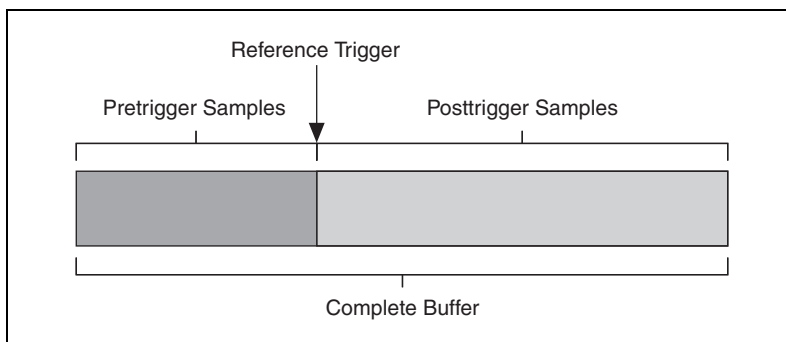 Reference Trigger
Pretrigger Samples
Posttrigger Samples
Complete Buffer